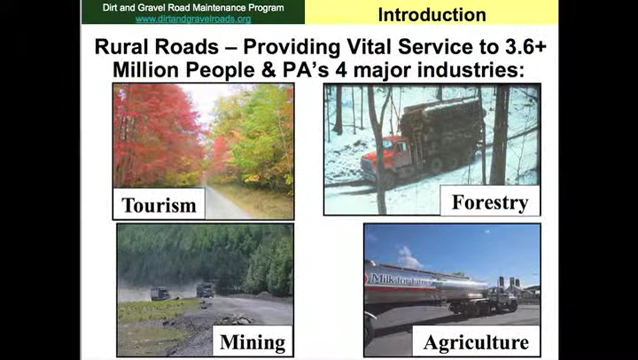 Dirt and Gravel Road Maintenance Program
www.dirtandgravelroads.org
Introduction
Rural Roads – Providing Vital Service to 3.6+
Million People & PA's 4 major industries:
Tourism
Forestry
Mining
Agriculture